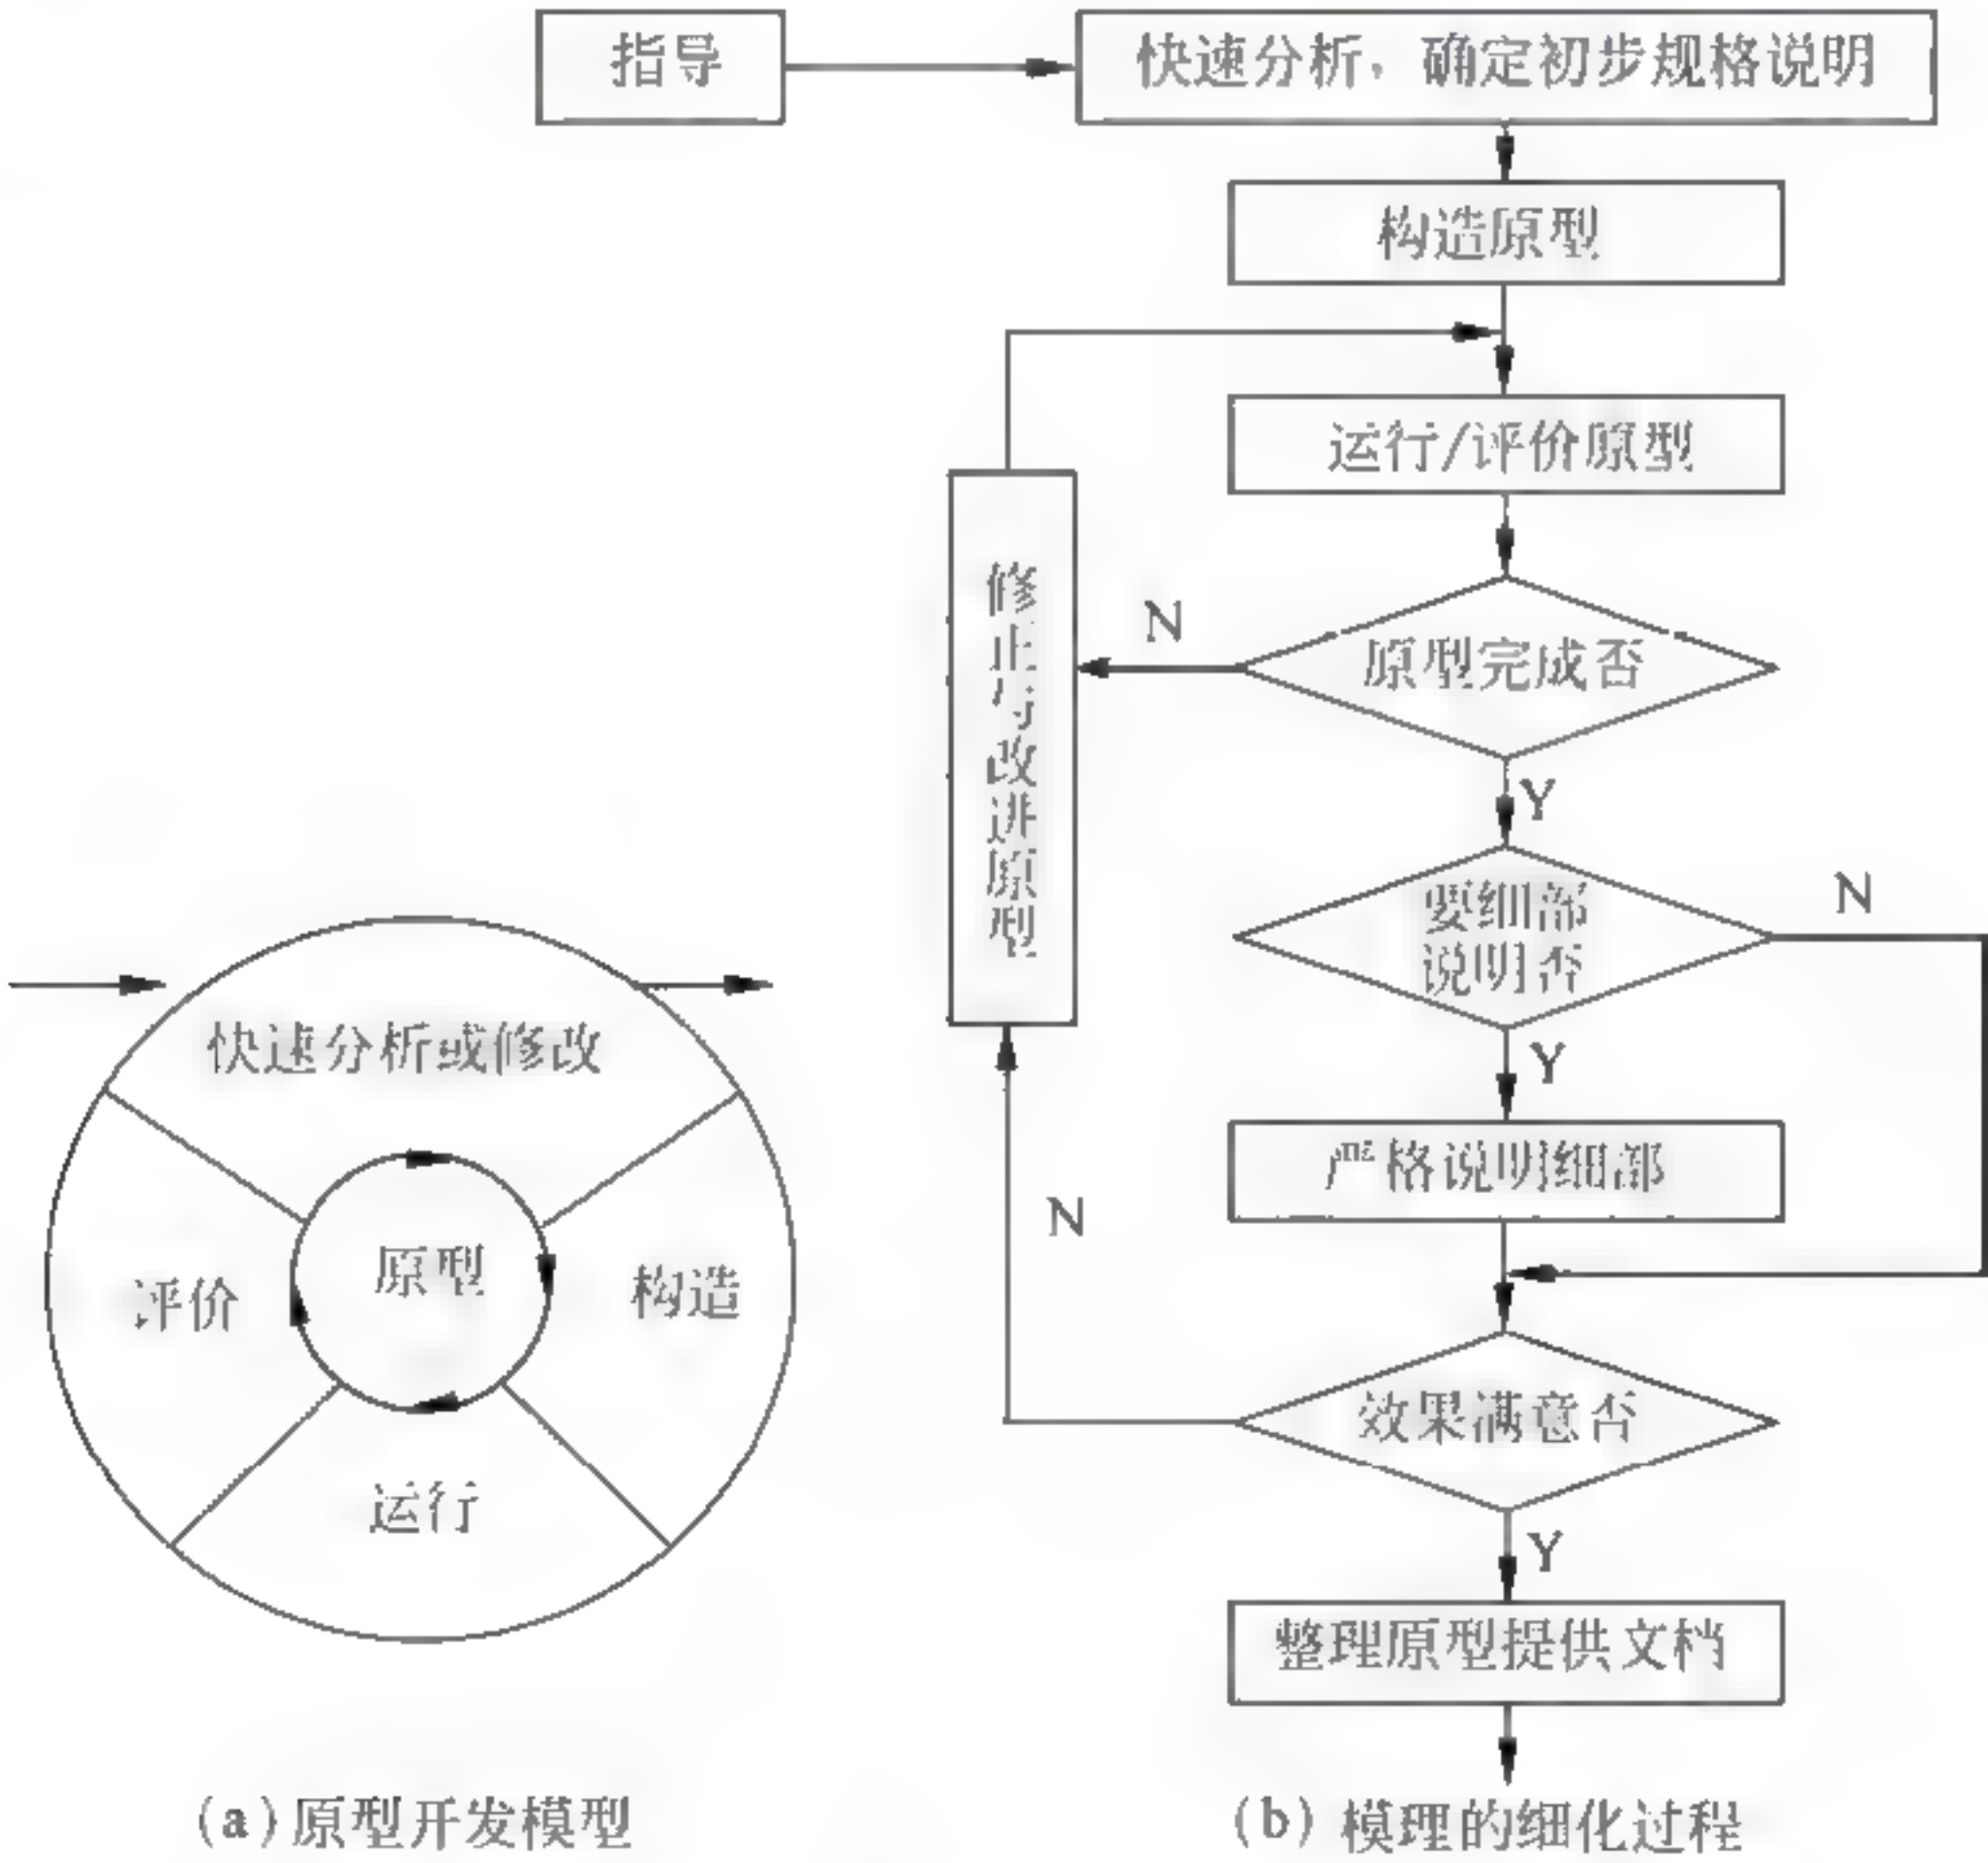 指导
快速分析，确定初步规格说明
构造原型
运行/评价原型
修正与改进原型
N
原型完成否
Y
要细部
说明否
N
Y
严格说明细部
N
效果满意否
Y
整理原型提供文档
快速分析或修改
评价
原型
构造
运行
(a)原型开发模型
(b)模理的细化过程